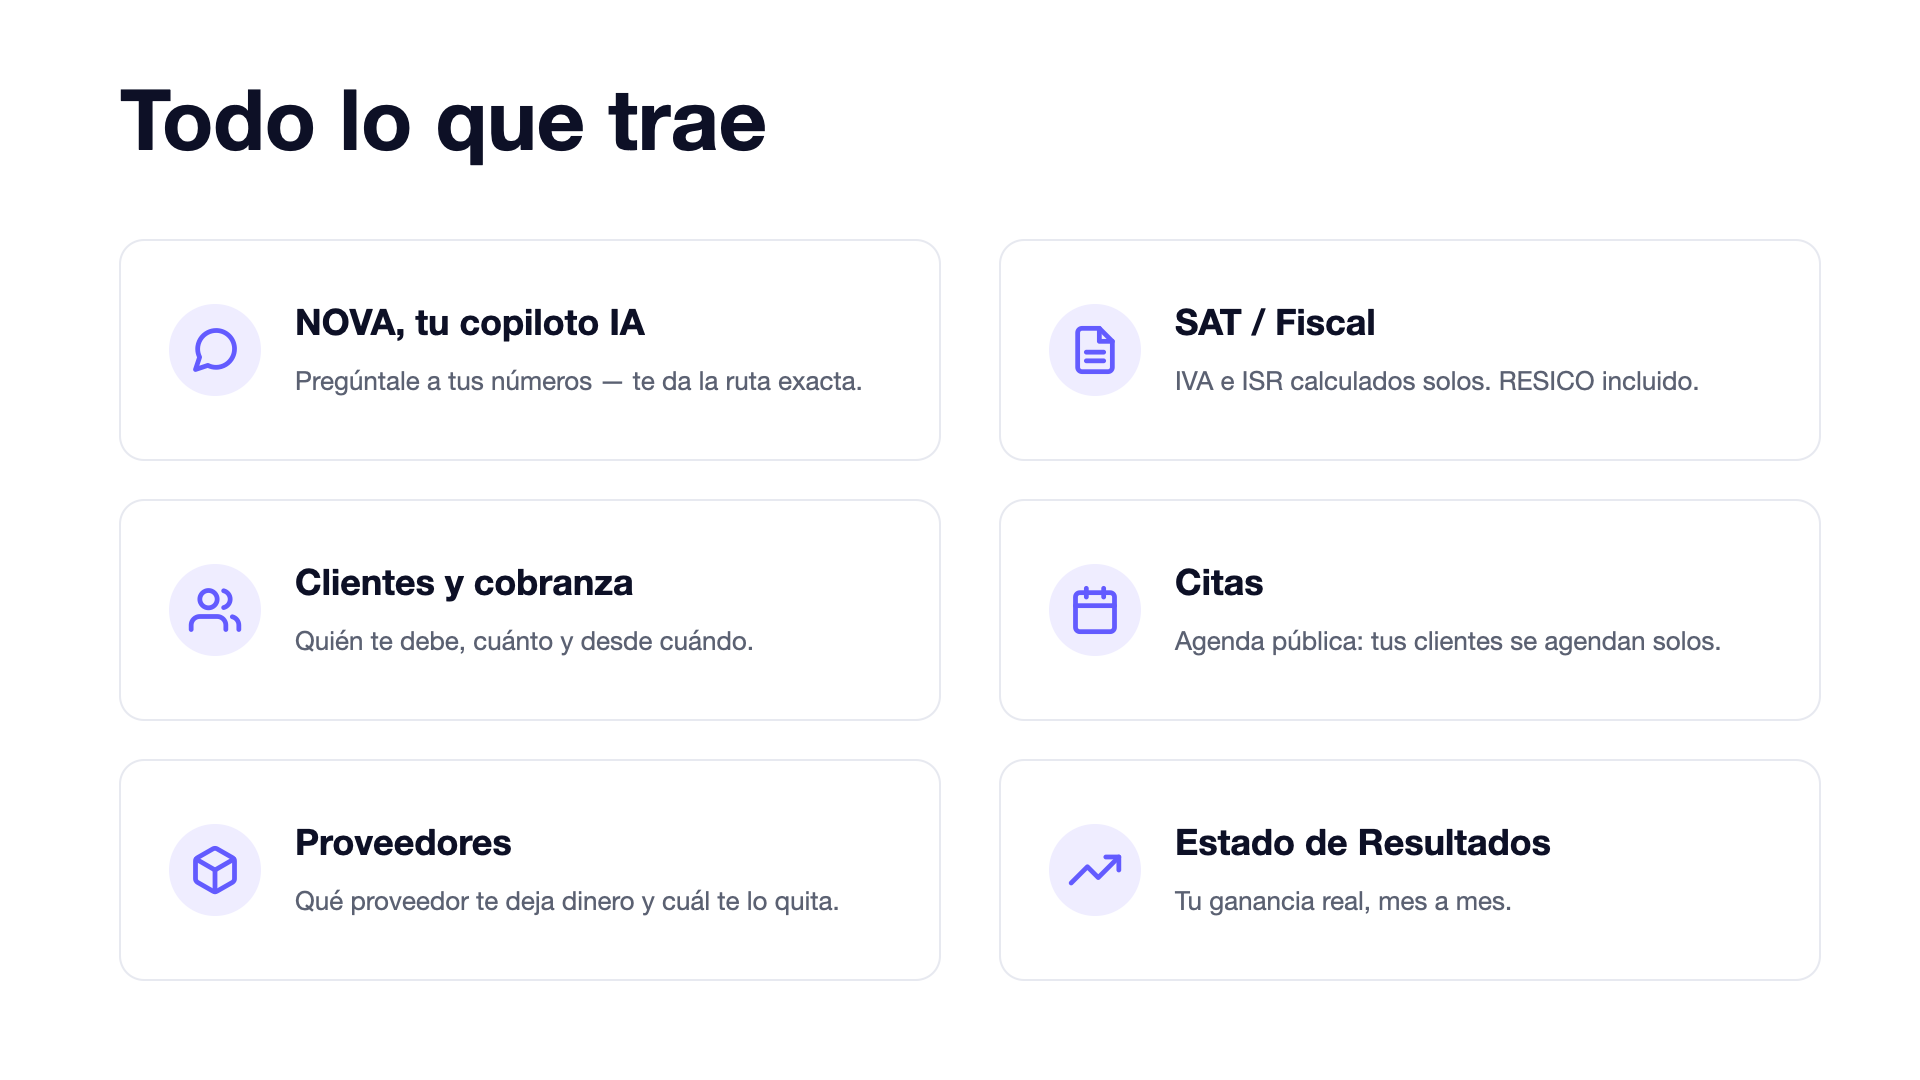 Todo lo que trae
NOVA, tu copiloto IA
Pregúntale a tus números — te da la ruta exacta.
SAT / Fiscal
IVA e ISR calculados solos. RESICO incluido.
Clientes y cobranza
Quién te debe, cuánto y desde cuándo.
Citas
Agenda pública: tus clientes se agendan solos.
Proveedores
Qué proveedor te deja dinero y cuál te lo quita.
Estado de Resultados
Tu ganancia real, mes a mes.